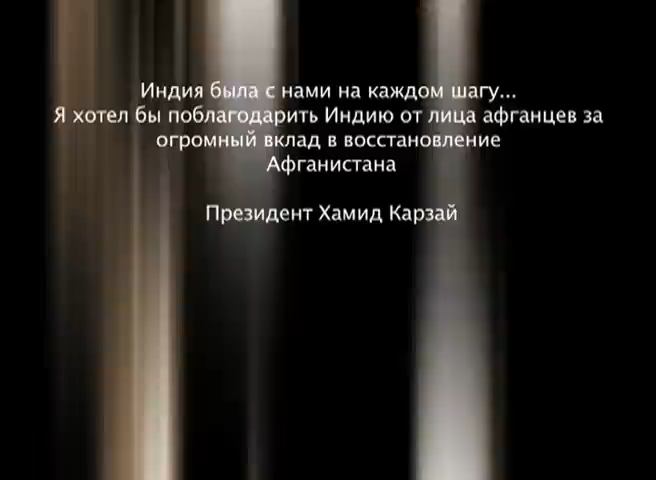 Индия была с нами на каждом шагу...
Я хотел бы поблагодарить Индию от лица афганцев за
огромный вклад в восстановление
Афганистана
Президент Хамид Карзай